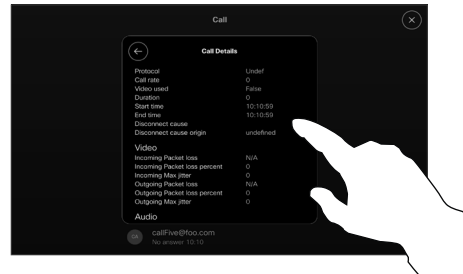 Call
Call Details
Protocol Undef
Call rate 0
Video used False
Duration 0
Start time 10:10:59
End time 10:10:59
Disconnect cause
Disconnect cause origin undefined
Video
Incoming Packet loss N/A
Incoming Packet loss percent 0
Incoming Max jitter 0
Outgoing Packet loss N/A
Outgoing Packet loss percent 0
Outgoing Max jitter 0
Audio
CA callFive@foo.com
No answer 10:10